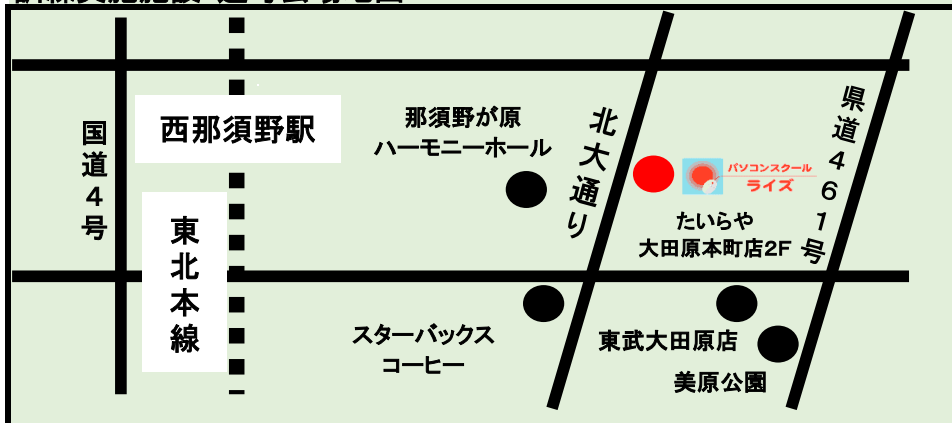 国道4号
西那須野駅
東北本線
那須野が原
ハーモニーホール
北大通り
パソコンスクール
ライズ
たいらや
大田原本町店2F
県道461号
スターバックス
コーヒー
東武大田原店
美原公園